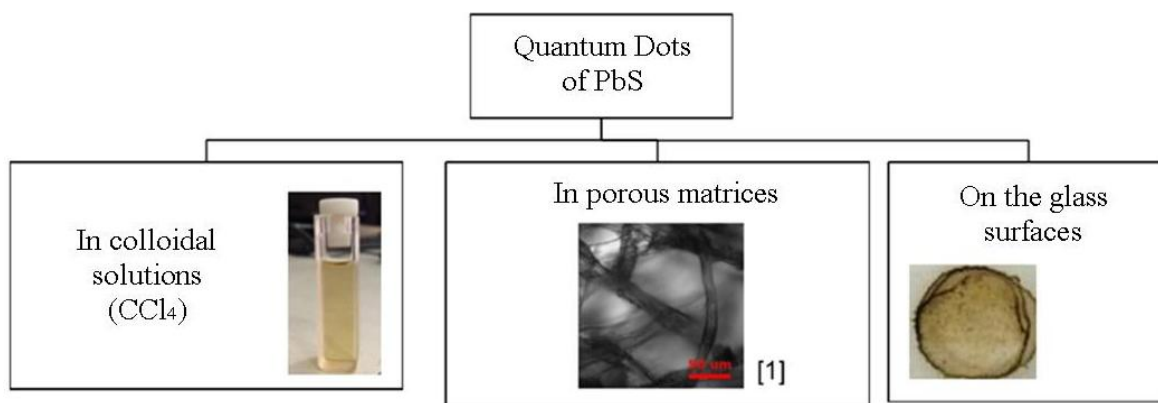 Quantum Dots
of PbS
In colloidal
solutions
(CCl₄)
In porous matrices
[1]
On the glass
surfaces